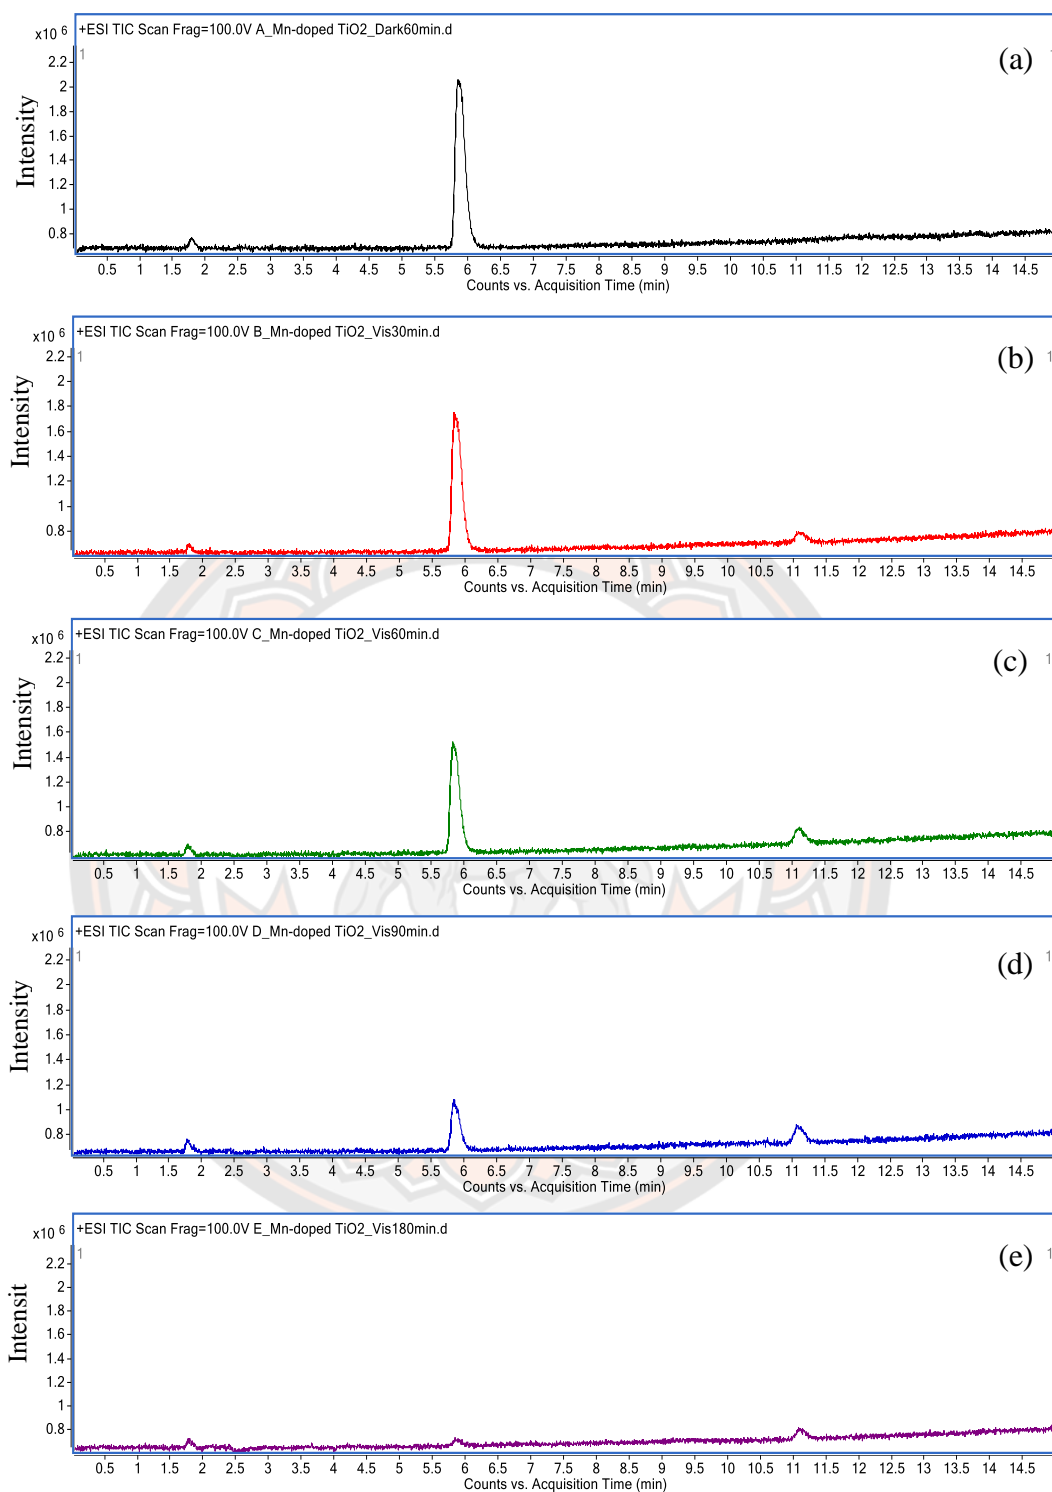 +ESI TIC Scan Frag=100.0V A_Mn-doped TiO2_Dark60min.d
x10 6
1
(a)
1
2.2
2
1.8
1.6
1.4
1.2
1
0.8
Intensity
0.5 1 1.5 2 2.5 3 3.5 4 4.5 5 5.5 6 6.5 7 7.5 8 8.5 9 9.5 10 10.5 11 11.5 12 12.5 13 13.5 14 14.5
Counts vs. Acquisition Time (min)
+ESI TIC Scan Frag=100.0V B_Mn-doped TiO2_Vis30min.d
x10 6
1
(b)
1
2.2
2
1.8
1.6
1.4
1.2
1
0.8
Intensity
0.5 1 1.5 2 2.5 3 3.5 4 4.5 5 5.5 6 6.5 7 7.5 8 8.5 9 9.5 10 10.5 11 11.5 12 12.5 13 13.5 14 14.5
Counts vs. Acquisition Time (min)
+ESI TIC Scan Frag=100.0V C_Mn-doped TiO2_Vis60min.d
x10 6
1
(c)
1
2.2
2
1.8
1.6
1.4
1.2
1
0.8
Intensity
0.5 1 1.5 2 2.5 3 3.5 4 4.5 5 5.5 6 6.5 7 7.5 8 8.5 9 9.5 10 10.5 11 11.5 12 12.5 13 13.5 14 14.5
Counts vs. Acquisition Time (min)
+ESI TIC Scan Frag=100.0V D_Mn-doped TiO2_Vis90min.d
x10 6
1
(d)
1
2.2
2
1.8
1.6
1.4
1.2
1
0.8
Intensity
0.5 1 1.5 2 2.5 3 3.5 4 4.5 5 5.5 6 6.5 7 7.5 8 8.5 9 9.5 10 10.5 11 11.5 12 12.5 13 13.5 14 14.5
Counts vs. Acquisition Time (min)
+ESI TIC Scan Frag=100.0V E_Mn-doped TiO2_Vis180min.d
x10 6
1
(e)
1
2.2
2
1.8
1.6
1.4
1.2
1
0.8
Intensit
0.5 1 1.5 2 2.5 3 3.5 4 4.5 5 5.5 6 6.5 7 7.5 8 8.5 9 9.5 10 10.5 11 11.5 12 12.5 13 13.5 14 14.5
Counts vs. Acquisition Time (min)